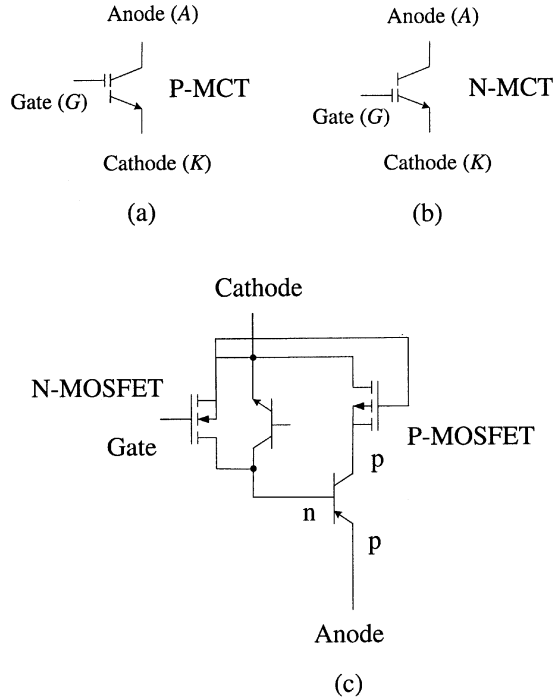 Anode (A)
Anode (A)
P-MCT
N-MCT
Gate (G)
Gate (G)
Cathode (K)
Cathode (K)
(a)
(b)
Cathode
N-MOSFET
Gate
P-MOSFET
p
n
p
Anode
(c)